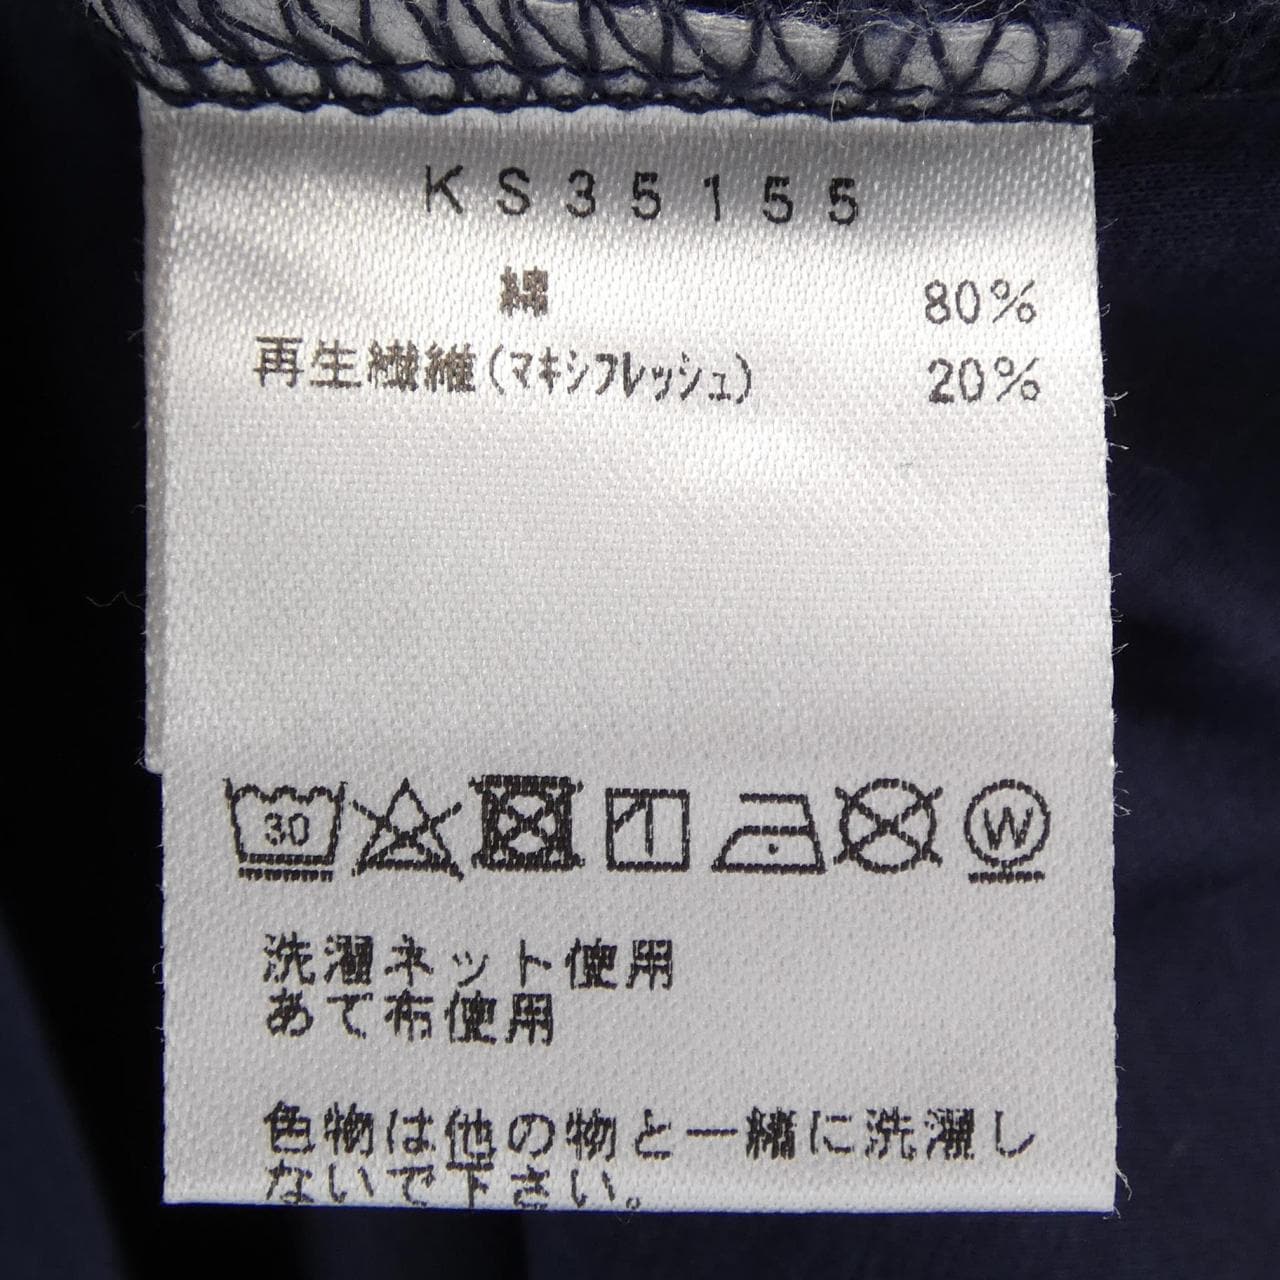 KS35155
綿 80%
再生繊維(マキシフレッシュ) 20%
30 W
洗濯ネット使用
あて布使用
色物は他の物と一緒に洗濯し
ないで下さい。